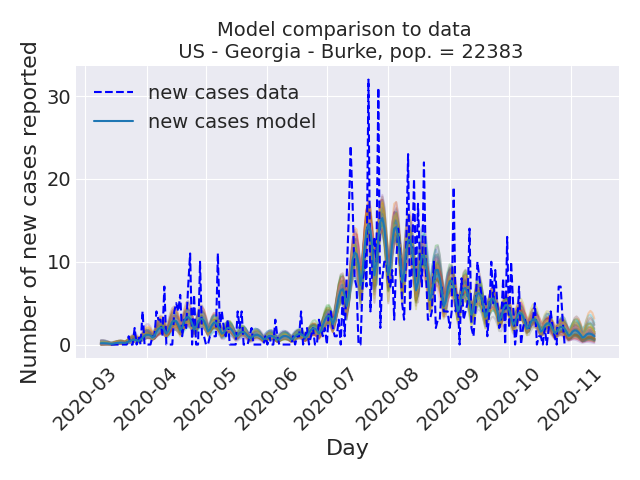 Model comparison to data
US - Georgia - Burke, pop. = 22383
Number of new cases reported
30
20
10
0
new cases data
new cases model
2020-03
2020-04
2020-05
2020-06
2020-07
2020-08
2020-09
2020-10
2020-11
Day